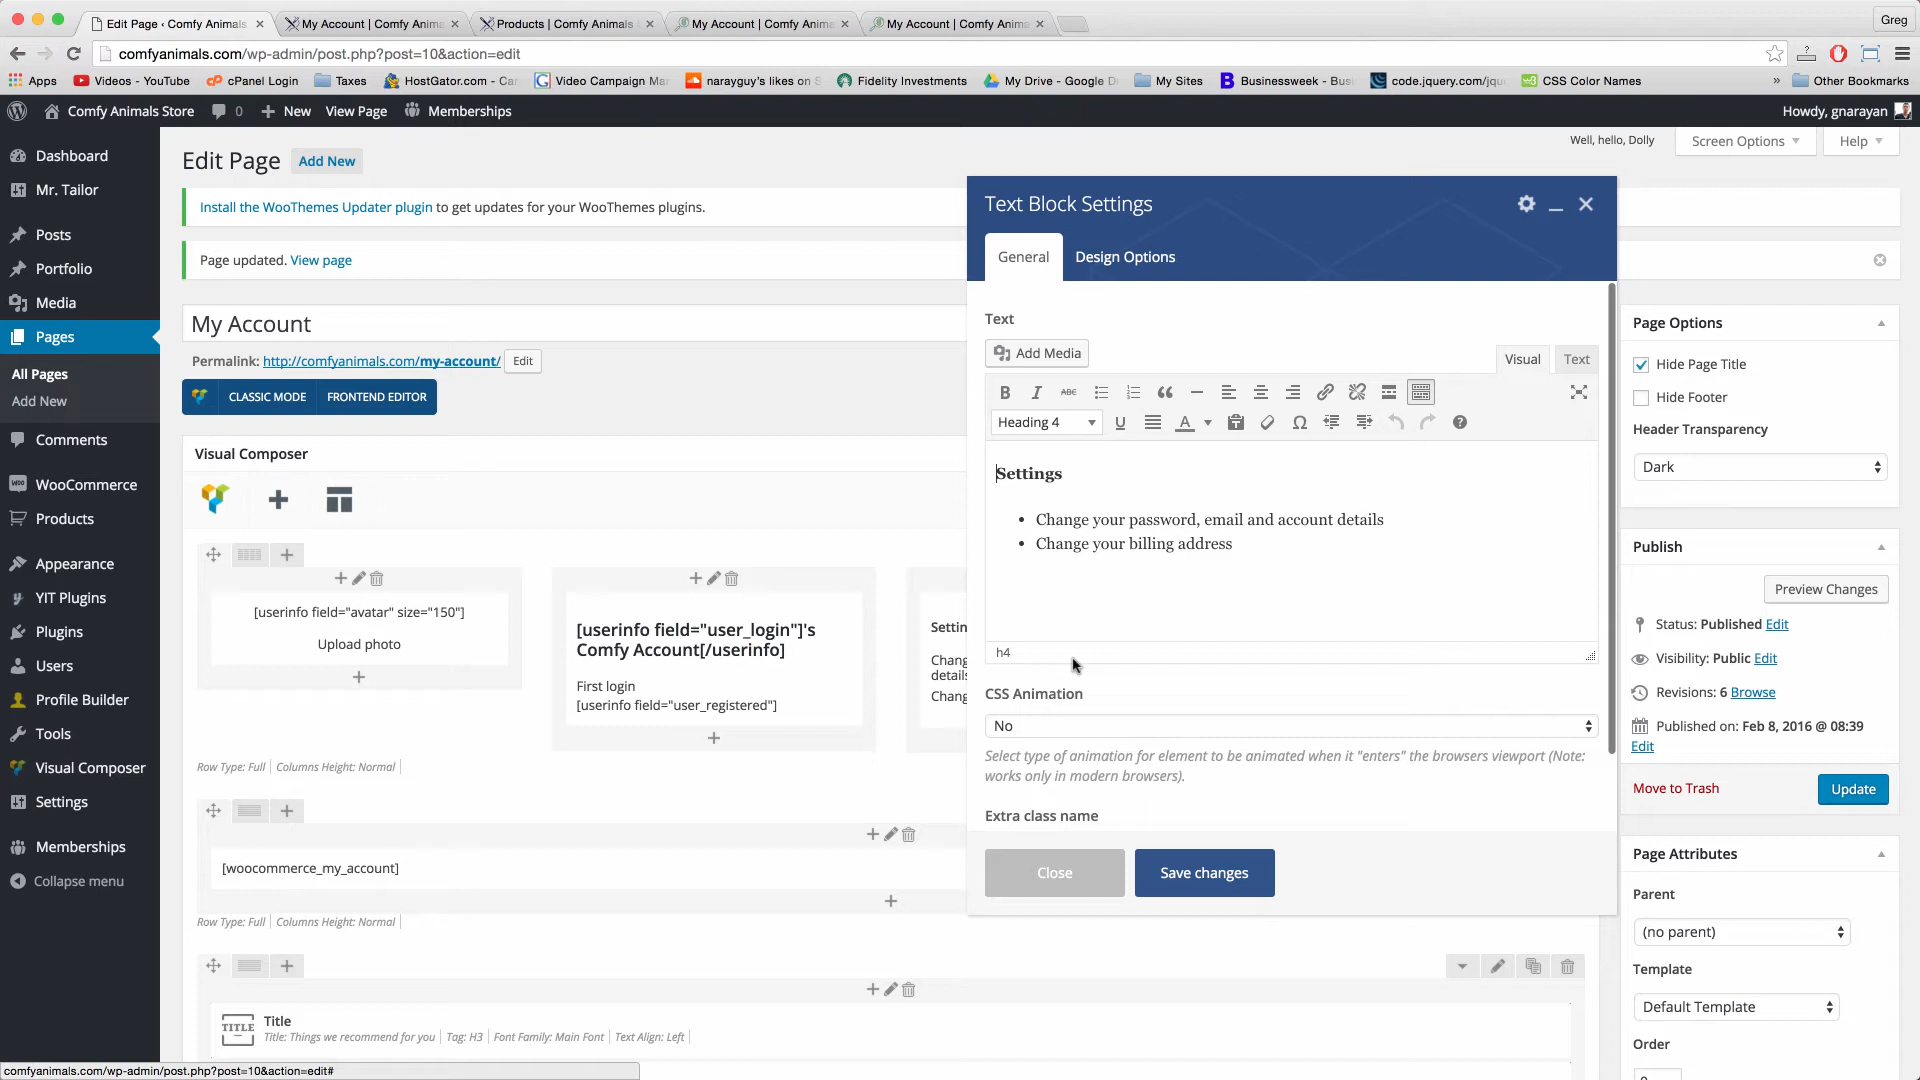 Edit Page ‹ Comfy Animals
My Account | Comfy Anima
Products | Comfy Animals S
My Account | Comfy Anima
My Account | Comfy Anima
Greg
comfyanimals.com/wp-admin/post.php?post=10&action=edit
Apps
Videos - YouTube
cPanel Login
Taxes
HostGator.com - Ca
Video Campaign Ma
narayguy's likes on S
Fidelity Investments
My Drive - Google D
My Sites
Businessweek - Bus
code.jquery.com/jqu
CSS Color Names
»
Other Bookmarks
Comfy Animals Store
0
New
View Page
Memberships
Howdy, gnarayan
Dashboard
Mr. Tailor
Posts
Portfolio
Media
Pages
All Pages
Add New
Comments
WooCommerce
Products
Appearance
YIT Plugins
Plugins
Users
Profile Builder
Tools
Visual Composer
Settings
Memberships
Collapse menu
Well, hello, Dolly
Screen Options
Help
Edit Page
Add New
Install the WooThemes Updater plugin to get updates for your WooThemes plugins.
Page updated. View page
My Account
Permalink: http://comfyanimals.com/my-account/ Edit
CLASSIC MODE
FRONTEND EDITOR
Visual Composer
[userinfo field="avatar" size="150"]
Upload photo
[userinfo field="user_login"]'s
Comfy Account[/userinfo]
First login
[userinfo field="user_registered"]
Settin
Chang
details
Chang
Row Type: Full
Columns Height: Normal
[woocommerce_my_account]
Row Type: Full
Columns Height: Normal
TITLE
Title
Title: Things we recommend for you
Tag: H3
Font Family: Main Font
Text Align: Left
Text Block Settings
General
Design Options
Text
Add Media
Visual
Text
B
I
ABC
Heading 4
U
A
Settings
• Change your password, email and account details
• Change your billing address
h4
CSS Animation
No
Select type of animation for element to be animated when it "enters" the browsers viewport (Note:
works only in modern browsers).
Extra class name
Close
Save changes
Page Options
Hide Page Title
Hide Footer
Header Transparency
Dark
Publish
Preview Changes
Status: Published Edit
Visibility: Public Edit
Revisions: 6 Browse
Published on: Feb 8, 2016 @ 08:39
Edit
Move to Trash
Update
Page Attributes
Parent
(no parent)
Template
Default Template
Order
comfyanimals.com/wp-admin/post.php?post=10&action=edit#